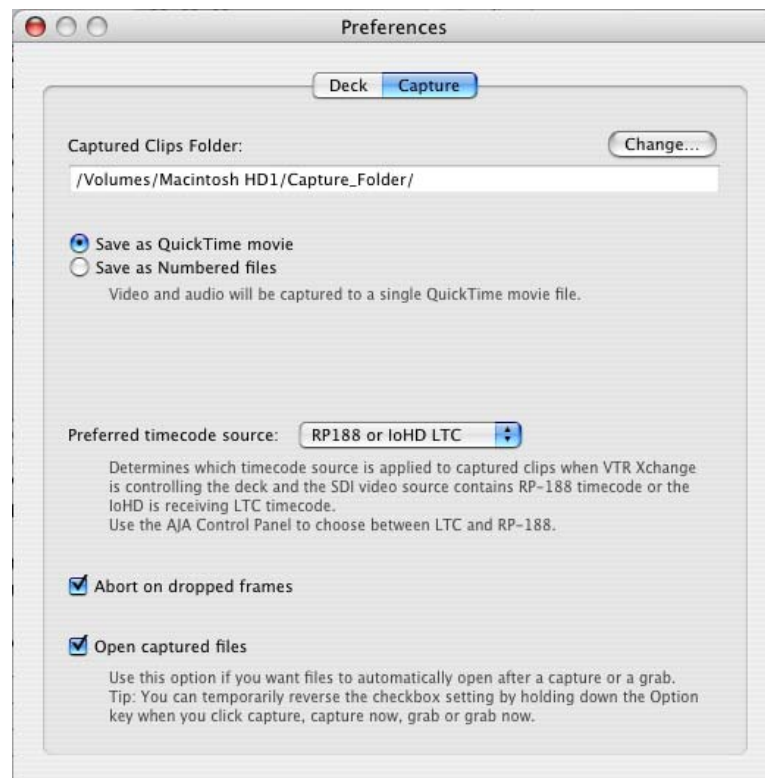 Preferences
Deck Capture
Captured Clips Folder: Change...
/Volumes/Macintosh HD1/Capture_Folder/
Save as QuickTime movie
Save as Numbered files
Video and audio will be captured to a single QuickTime movie file.
Preferred timecode source: RP188 or IoHD LTC
Determines which timecode source is applied to captured clips when VTR Xchange
is controlling the deck and the SDI video source contains RP-188 timecode or the
IoHD is receiving LTC timecode.
Use the AJA Control Panel to choose between LTC and RP-188.
Abort on dropped frames
Open captured files
Use this option if you want files to automatically open after a capture or a grab.
Tip: You can temporarily reverse the checkbox setting by holding down the Option
key when you click capture, capture now, grab or grab now.